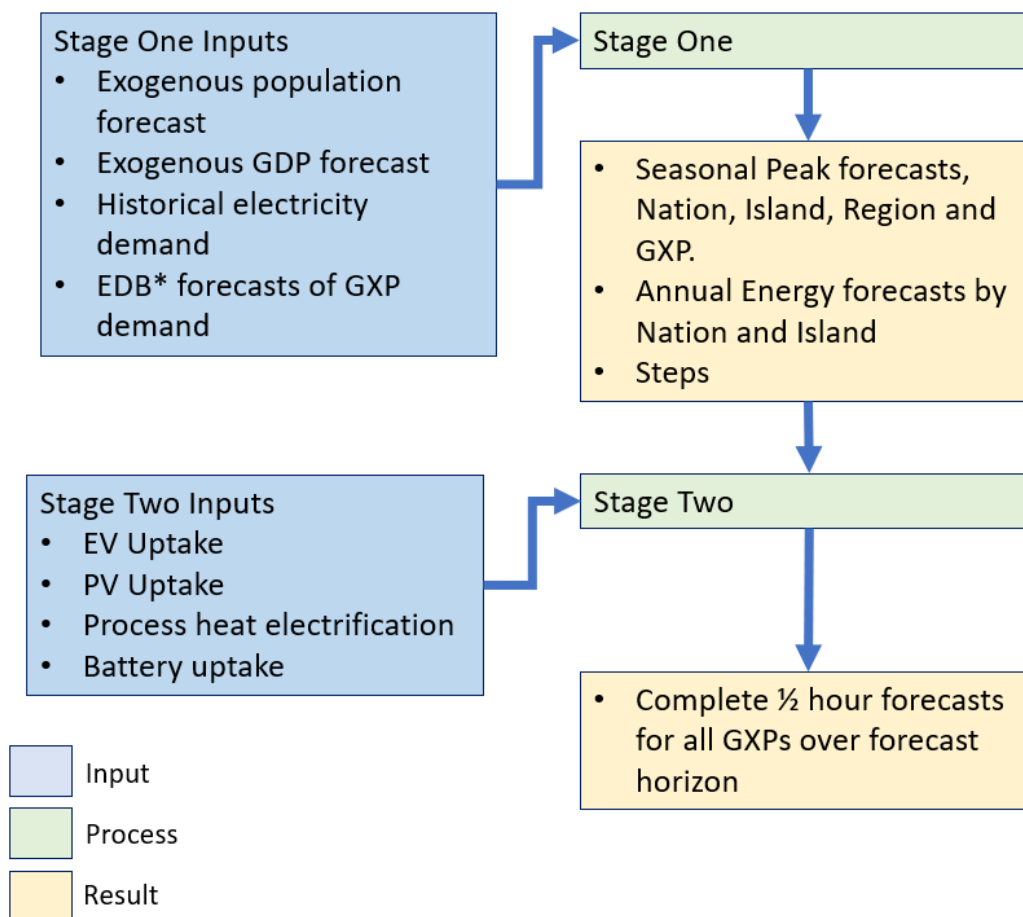 Stage One Inputs
• Exogenous population
forecast
• Exogenous GDP forecast
• Historical electricity
demand
• EDB* forecasts of GXP
demand
Stage One
• Seasonal Peak forecasts,
Nation, Island, Region and
GXP.
• Annual Energy forecasts by
Nation and Island
• Steps
Stage Two Inputs
• EV Uptake
• PV Uptake
• Process heat electrification
• Battery uptake
Stage Two
• Complete ½ hour forecasts
for all GXPs over forecast
horizon
Input
Process
Result